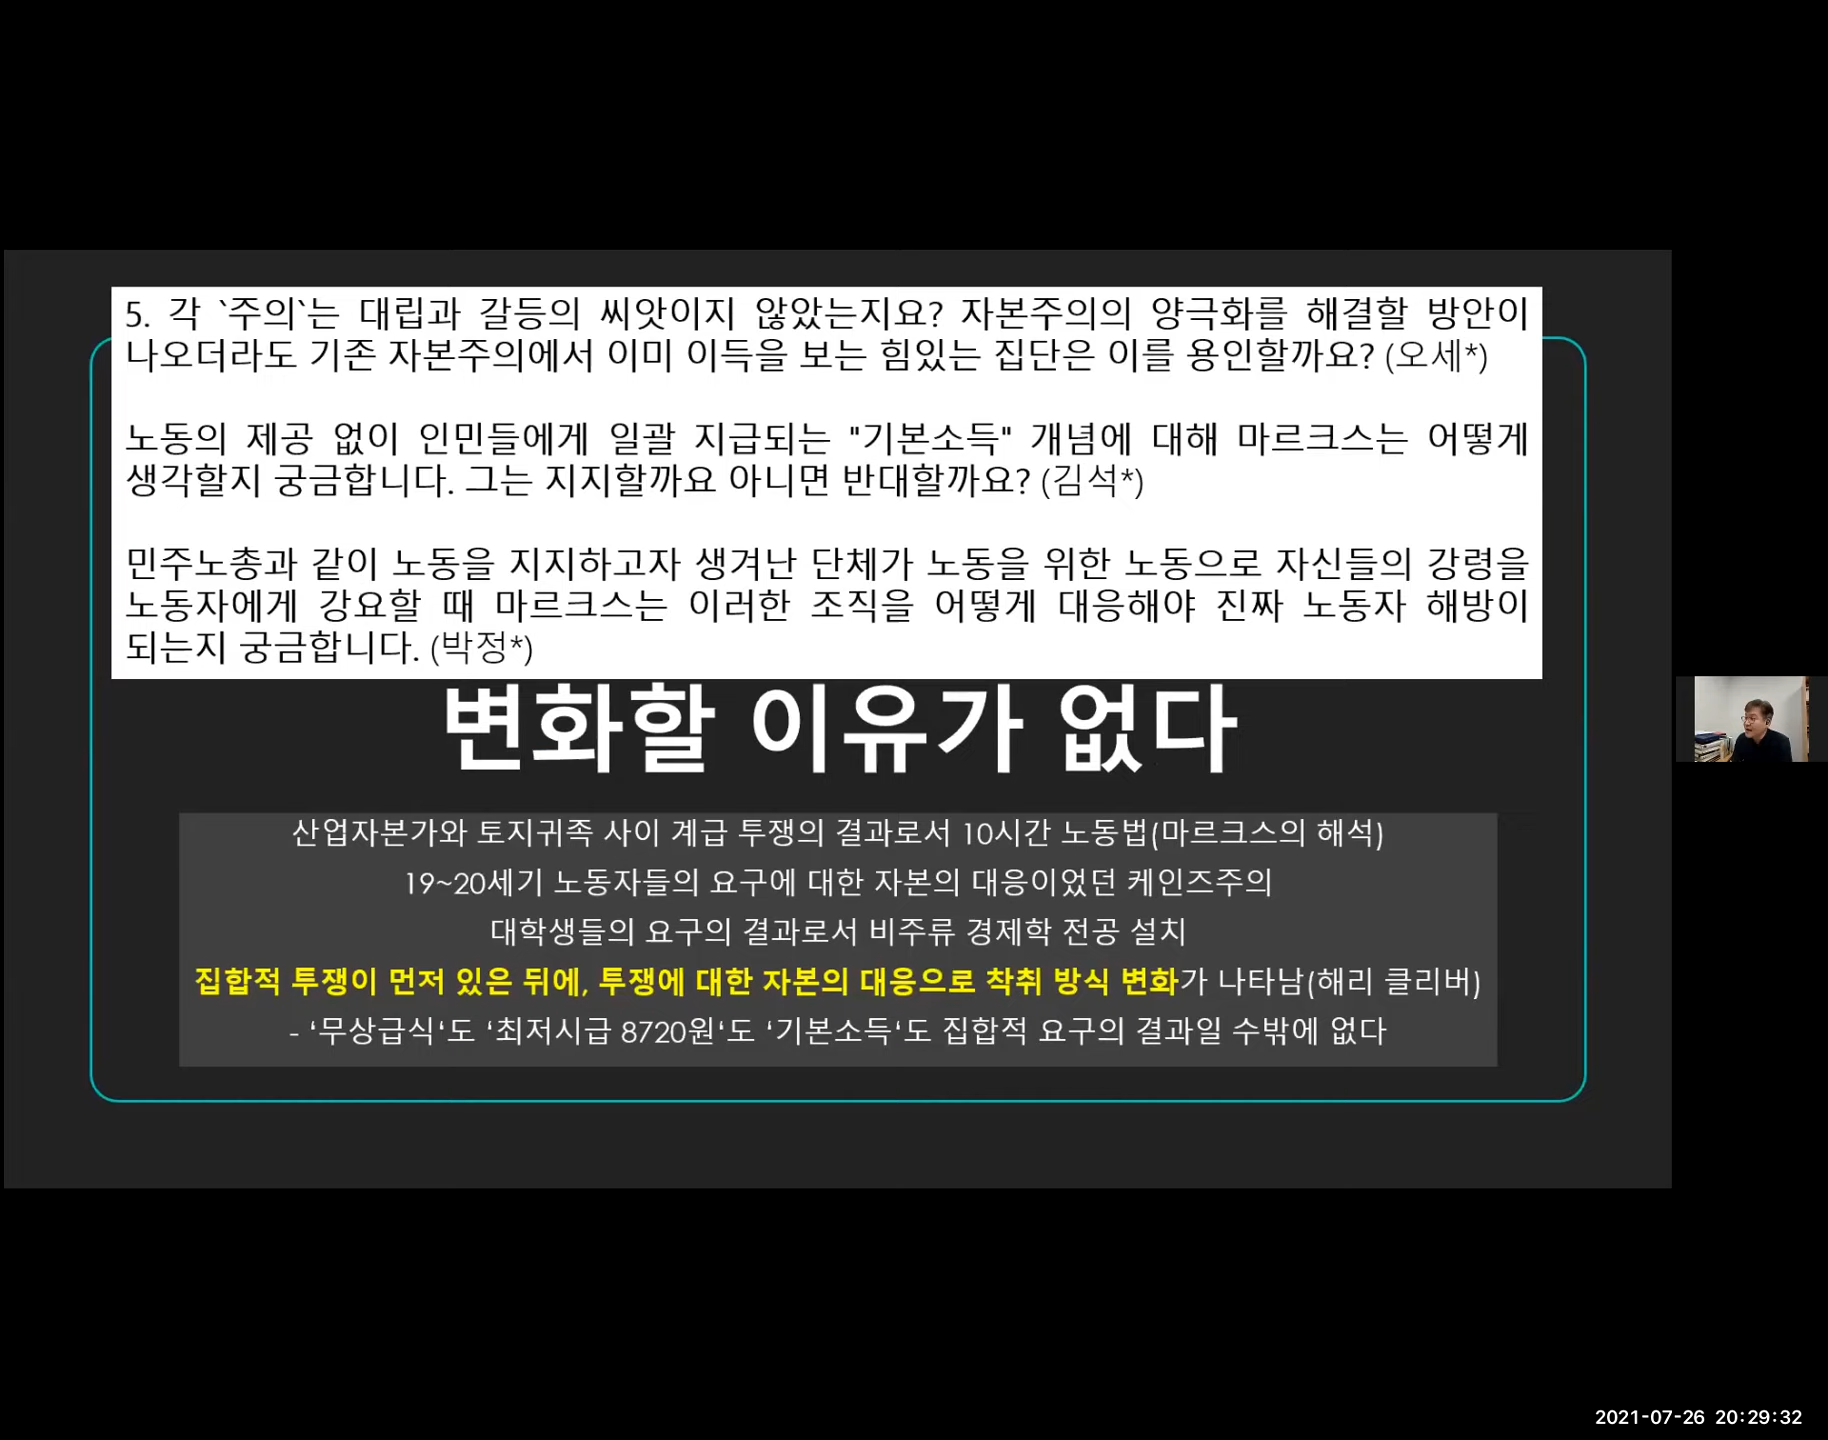 5. 각 `주의`는 대립과 갈등의 씨앗이지 않았는지요? 자본주의의 양극화를 해결할 방안이
나오더라도 기존 자본주의에서 이미 이득을 보는 힘있는 집단은 이를 용인할까요? (오세*)
노동의 제공 없이 인민들에게 일괄 지급되는 "기본소득" 개념에 대해 마르크스는 어떻게
생각할지 궁금합니다. 그는 지지할까요 아니면 반대할까요? (김석*)
민주노총과 같이 노동을 지지하고자 생겨난 단체가 노동을 위한 노동으로 자신들의 강령을
노동자에게 강요할 때 마르크스는 이러한 조직을 어떻게 대응해야 진짜 노동자 해방이
되는지 궁금합니다. (박정*)
변화할 이유가 없다
산업자본가와 토지귀족 사이 계급 투쟁의 결과로서 10시간 노동법(마르크스의 해석)
19~20세기 노동자들의 요구에 대한 자본의 대응이었던 케인즈주의
대학생들의 요구의 결과로서 비주류 경제학 전공 설치
집합적 투쟁이 먼저 있은 뒤에, 투쟁에 대한 자본의 대응으로 착취 방식 변화가 나타남(해리 클리버)
- ‘무상급식‘도 ‘최저시급 8720원‘도 ‘기본소득‘도 집합적 요구의 결과일 수밖에 없다
2021-07-26 20:29:32